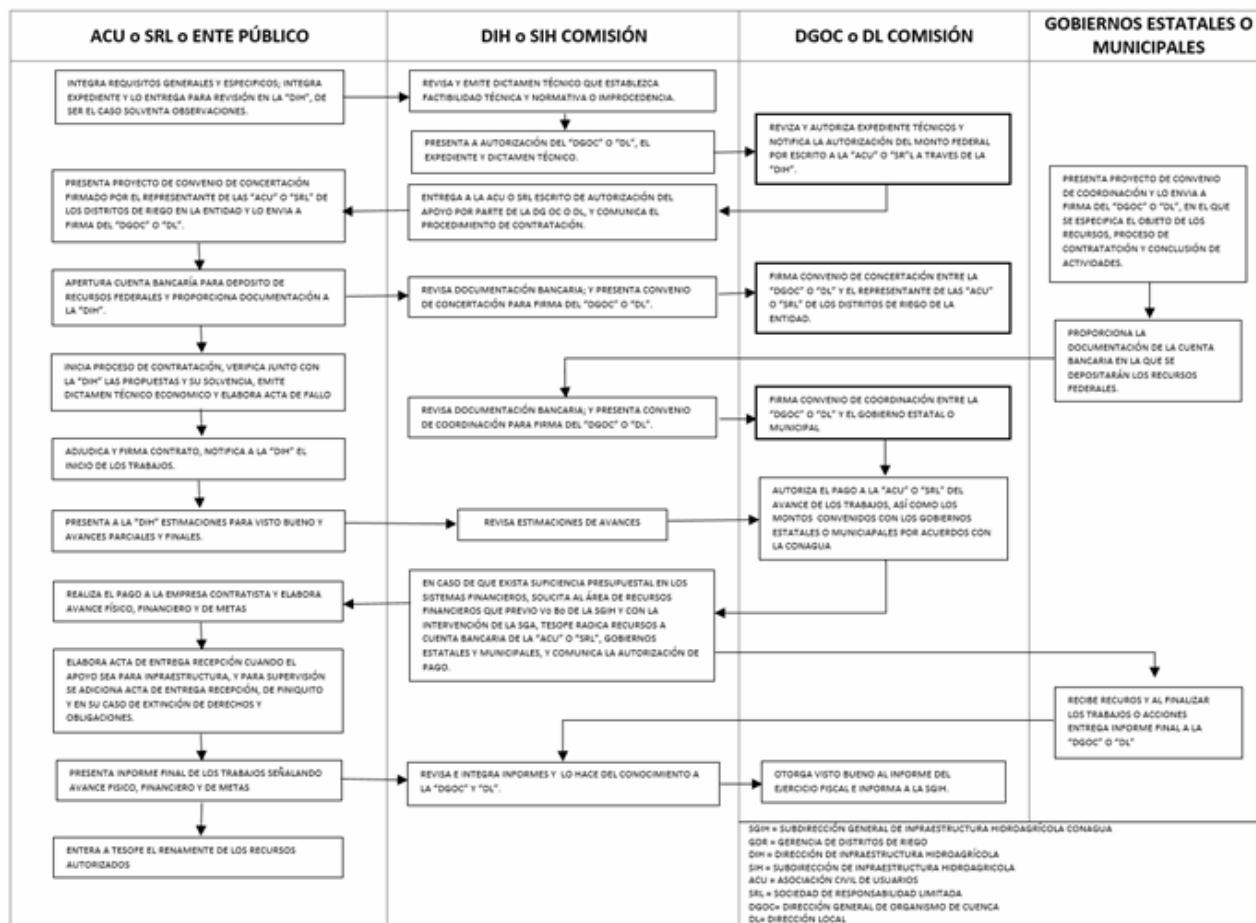 ACU o SRL o ENTE PÚBLICO
DIH o SIH COMISIÓN
DGOC o DL COMISIÓN
GOBIERNOS ESTATALES O
MUNICIPALES
INTEGRA REQUISITOS GENERALES Y ESPECIFICOS; INTEGRA
EXPEDIENTE Y LO ENTREGA PARA REVISIÓN EN LA "DIH", DE
SER EL CASO SOLVENTA OBSERVACIONES.
REVISA Y EMITE DICTAMEN TÉCNICO QUE ESTABLEZCA
FACTIBILIDAD TÉCNICA Y NORMATIVA O IMPROCEDENCIA.
PRESENTA A AUTORIZACIÓN DEL "DGOC" O "DL", EL
EXPEDIENTE Y DICTAMEN TÉCNICO.
REVIZA Y AUTORIZA EXPEDIENTE TÉCNICOS Y
NOTIFICA LA AUTORIZACIÓN DEL MONTO FEDERAL
POR ESCRITO A LA "ACU" O "SR"L A TRAVES DE LA
"DIH".
ENTREGA A LA ACU O SRL ESCRITO DE AUTORIZACIÓN DEL
APOYO POR PARTE DE LA DG OC O DL, Y COMUNICA EL
PROCEDIMIENTO DE CONTRATACIÓN.
PRESENTA PROYECTO DE CONVENIO DE CONCERTACIÓN
FIRMADO POR EL REPRESENTANTE DE LAS "ACU" O "SRL" DE
LOS DISTRITOS DE RIEGO EN LA ENTIDAD Y LO ENVIA A
FIRMA DEL "DGOC" O "DL".
PRESENTA PROYECTO DE CONVENIO
DE COORDINACIÓN Y LO ENVIA A
FIRMA DEL "DGOC" O "DL", EN EL QUE
SE ESPECIFICA EL OBJETO DE LOS
RECURSOS, PROCESO DE
CONTRATATCIÓN Y CONCLUSIÓN DE
ACTIVIDADES.
APERTURA CUENTA BANCARÍA PARA DEPOSITO DE
RECURSOS FEDERALES Y PROPORCIONA DOCUMENTACIÓN A
LA "DIH".
REVISA DOCUMENTACIÓN BANCARIA; Y PRESENTA CONVENIO
DE CONCERTACIÓN PARA FIRMA DEL "DGOC" O "DL".
FIRMA CONVENIO DE CONCERTACIÓN ENTRE LA
"DGOC" O "DL" Y EL REPRESENTANTE DE LAS "ACU"
O "SRL" DE LOS DISTRITOS DE RIEGO DE LA
ENTIDAD.
PROPORCIONA LA
DOCUMENTACIÓN DE LA CUENTA
BANCARIA EN LA QUE SE
DEPOSITARÁN LOS RECURSOS
FEDERALES.
INICIA PROCESO DE CONTRATACIÓN, VERIFICA JUNTO CON
LA "DIH" LAS PROPUESTAS Y SU SOLVENCIA, EMITE
DICTAMEN TÉCNICO ECONOMICO Y ELABORA ACTA DE FALLO
REVISA DOCUMENTACIÓN BANCARIA; Y PRESENTA CONVENIO
DE COORDINACIÓN PARA FIRMA DEL "DGOC" O "DL".
FIRMA CONVENIO DE COORDINACIÓN ENTRE LA
"DGOC" O "DL" Y EL GOBIERNO ESTATAL O
MUNICIPAL
ADJUDICA Y FIRMA CONTRATO, NOTIFICA A LA "DIH" EL
INICIO DE LOS TRABAJOS.
PRESENTA A LA "DIH" ESTIMACIONES PARA VISTO BUENO Y
AVANCES PARCIALES Y FINALES.
REVISA ESTIMACIONES DE AVANCES
AUTORIZA EL PAGO A LA "ACU" O "SRL" DEL
AVANCE DE LOS TRABAJOS, ASÍ COMO LOS
MONTOS CONVENIDOS CON LOS GOBIERNOS
ESTATALES O MUNICIAPALES POR ACUERDOS CON
LA CONAGUA
EN CASO DE QUE EXISTA SUFICIENCIA PRESUPUESTAL EN LOS
SISTEMAS FINANCIEROS, SOLICITA AL ÁREA DE RECURSOS
FINANCIEROS QUE PREVIO Vo Bo DE LA SGIH Y CON LA
INTERVENCIÓN DE LA SGA, TESOFE RADICA RECURSOS A
CUENTA BANCARIA DE LA "ACU" O "SRL", GOBIERNOS
ESTATALES Y MUNICIPALES, Y COMUNICA LA AUTORIZACIÓN DE
PAGO.
REALIZA EL PAGO A LA EMPRESA CONTRATISTA Y ELABORA
AVANCE FÍSICO, FINANCIERO Y DE METAS
ELABORA ACTA DE ENTREGA RECEPCIÓN CUANDO EL
APOYO SEA PARA INFRAESTRUCTURA, Y PARA SUPERVISIÓN
SE ADICIONA ACTA DE ENTREGA RECEPCIÓN, DE FINIQUITO
Y EN SU CASO DE EXTINCIÓN DE DERECHOS Y
OBLIGACIONES.
RECIBE RECUROS Y AL FINALIZAR
LOS TRABAJOS O ACCIONES
ENTREGA INFORME FINAL A LA
"DGOC" O "DL"
PRESENTA INFORME FINAL DE LOS TRABAJOS SEÑALANDO
AVANCE FISICO, FINANCIERO Y DE METAS
REVISA E INTEGRA INFORMES Y LO HACE DEL CONOCIMIENTO A
LA "DGOC" Y "DL".
OTORGA VISTO BUENO AL INFORME DEL
EJERCICIO FISCAL E INFORMA A LA SGIH.
ENTERA A TESOFE EL RENAMENTE DE LOS RECURSOS
AUTORIZADOS
SGIH = SUBDIRECCIÓN GENERAL DE INFRAESTRUCTURA HIDROAGRÍCOLA CONAGUA
GDR = GERENCIA DE DISTRITOS DE RIEGO
DIH = DIRECCIÓN DE INFRAESTRUCTURA HIDROAGRÍCOLA
SIH = SUBDIRECCIÓN DE INFRAESTRUCTURA HIDROAGRICOLA
ACU = ASOCIACIÓN CIVIL DE USUARIOS
SRL = SOCIEDAD DE RESPONSABILIDAD LIMITADA
DGOC= DIRECCIÓN GENERAL DE ORGANISMO DE CUENCA
DL= DIRECCIÓN LOCAL